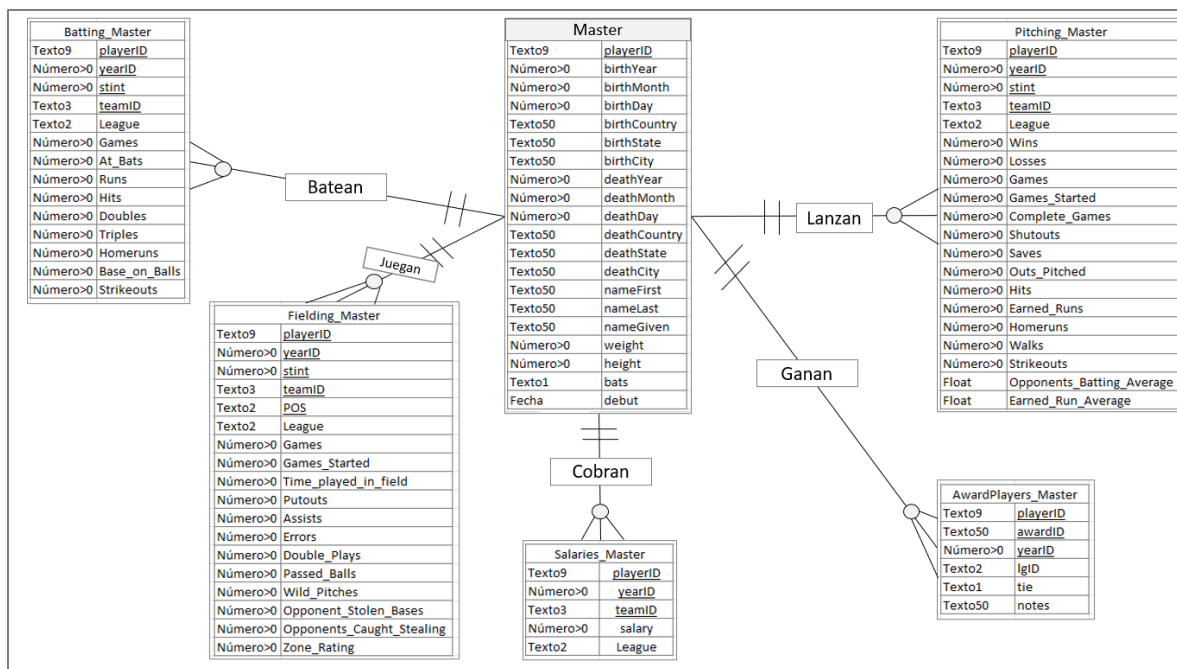 Batting_Master
Texto9 playerID
Número>0 yearID
Número>0 stint
Texto3 teamID
Texto2 League
Número>0 Games
Número>0 At_Bats
Número>0 Runs
Número>0 Hits
Número>0 Doubles
Número>0 Triples
Número>0 Homeruns
Número>0 Base_on_Balls
Número>0 Strikeouts
Batean
Juegan
Fielding_Master
Texto9 playerID
Número>0 yearID
Número>0 stint
Texto3 teamID
Texto2 POS
Texto2 League
Número>0 Games
Número>0 Games_Started
Número>0 Time_played_in_field
Número>0 Putouts
Número>0 Assists
Número>0 Errors
Número>0 Double_Plays
Número>0 Passed_Balls
Número>0 Wild_Pitches
Número>0 Opponent_Stolen_Bases
Número>0 Opponents_Caught_Stealing
Número>0 Zone_Rating
Master
Texto9 playerID
Número>0 birthYear
Número>0 birthMonth
Número>0 birthDay
Texto50 birthCountry
Texto50 birthState
Texto50 birthCity
Número>0 deathYear
Número>0 deathMonth
Número>0 deathDay
Texto50 deathCountry
Texto50 deathState
Texto50 deathCity
Texto50 nameFirst
Texto50 nameLast
Texto50 nameGiven
Número>0 weight
Número>0 height
Texto1 bats
Fecha debut
Cobran
Salaries_Master
Texto9 playerID
Número>0 yearID
Texto3 teamID
Número>0 salary
Texto2 League
Lanzan
Ganan
Pitching_Master
Texto9 playerID
Número>0 yearID
Número>0 stint
Texto3 teamID
Texto2 League
Número>0 Wins
Número>0 Losses
Número>0 Games
Número>0 Games_Started
Número>0 Complete_Games
Número>0 Shutouts
Número>0 Saves
Número>0 Outs_Pitched
Número>0 Hits
Número>0 Earned_Runs
Número>0 Homeruns
Número>0 Walks
Número>0 Strikeouts
Float Opponents_Batting_Average
Float Earned_Run_Average
AwardPlayers_Master
Texto9 playerID
Texto50 awardID
Número>0 yearID
Texto2 lgID
Texto1 tie
Texto50 notes